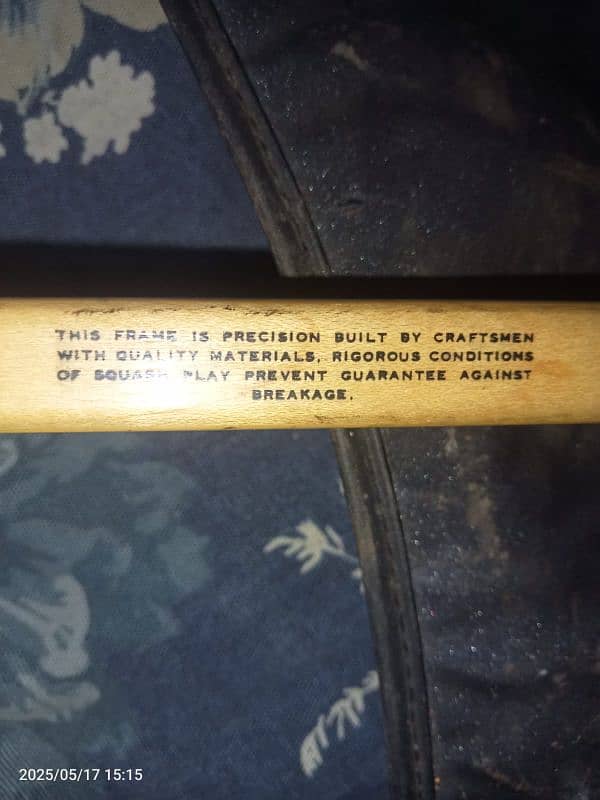 THIS FRAME IS PRECISION BUILT BY CRAFTSMEN
WITH QUALITY MATERIALS, RIGOROUS CONDITIONS
OF SQUASH PLAY PREVENT GUARANTEE AGAINST
BREAKAGE.
2025/05/17 15:15